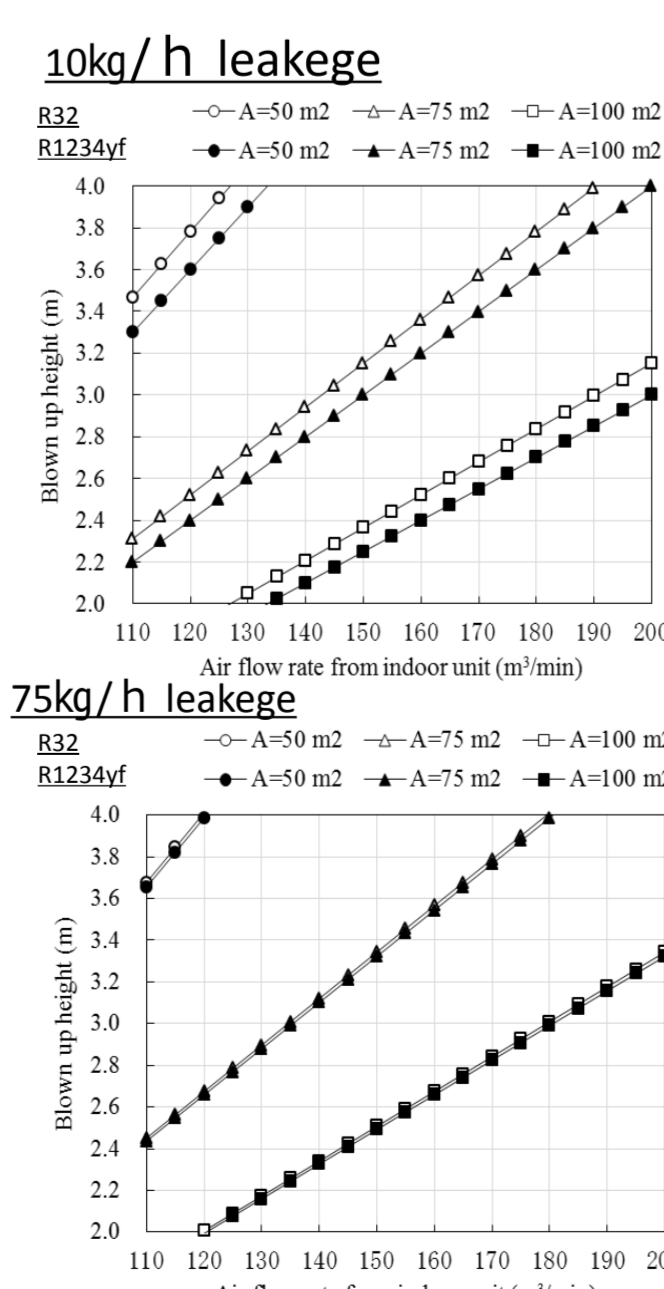 10kg/ h leakege
R32 A=50 m2 A=75 m2 A=100 m2
R1234yf A=50 m2 A=75 m2 A=100 m2
4.0
3.8
3.6
3.4
3.2
3.0
2.8
2.6
2.4
2.2
2.0
Blown up height (m)
110 120 130 140 150 160 170 180 190 200
Air flow rate from indoor unit (m³/min)
75kg/ h leakege
R32 A=50 m2 A=75 m2 A=100 m2
R1234yf A=50 m2 A=75 m2 A=100 m2
4.0
3.8
3.6
3.4
3.2
3.0
2.8
2.6
2.4
2.2
2.0
Blown up height (m)
110 120 130 140 150 160 170 180 190 20